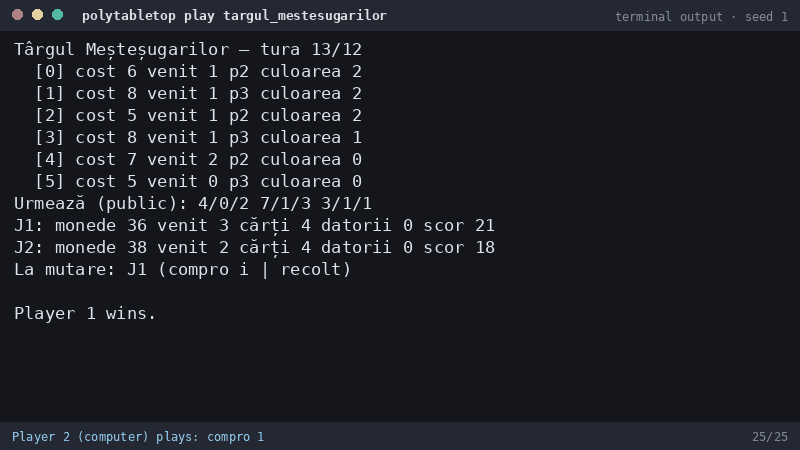 polytabletop play targul_mestesugarilor
terminal output · seed 1
Târgul Meșteșugarilor — tura 13/12
[0] cost 6 venit 1 p2 culoarea 2
[1] cost 8 venit 1 p3 culoarea 2
[2] cost 5 venit 1 p2 culoarea 2
[3] cost 8 venit 1 p3 culoarea 1
[4] cost 7 venit 2 p2 culoarea 0
[5] cost 5 venit 0 p3 culoarea 0
Urmează (public): 4/0/2 7/1/3 3/1/1
J1: monede 36 venit 3 cărți 4 datorii 0 scor 21
J2: monede 38 venit 2 cărți 4 datorii 0 scor 18
La mutare: J1 (compro i | recolt)
Player 1 wins.
Player 2 (computer) plays: compro 1
25/25